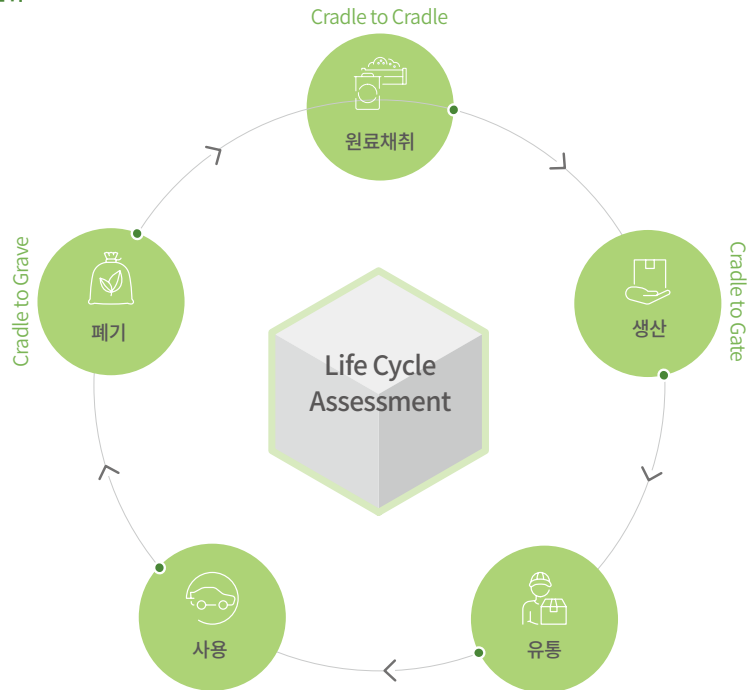 Cradle to Cradle
원료채취
Cradle to Grave
폐기
Life Cycle
Assessment
생산
Cradle to Gate
사용
유통